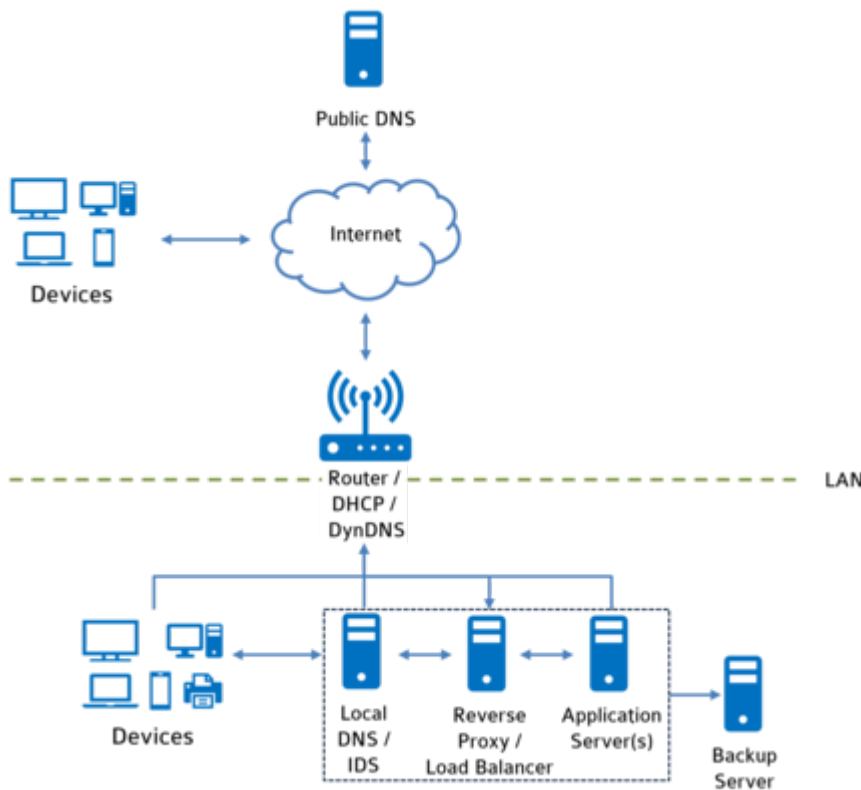 Public DNS
Internet
Devices
Router /
DHCP /
DynDNS
LAN
Devices
Local
DNS /
IDS
Reverse
Proxy /
Load Balancer
Application
Server(s)
Backup
Server